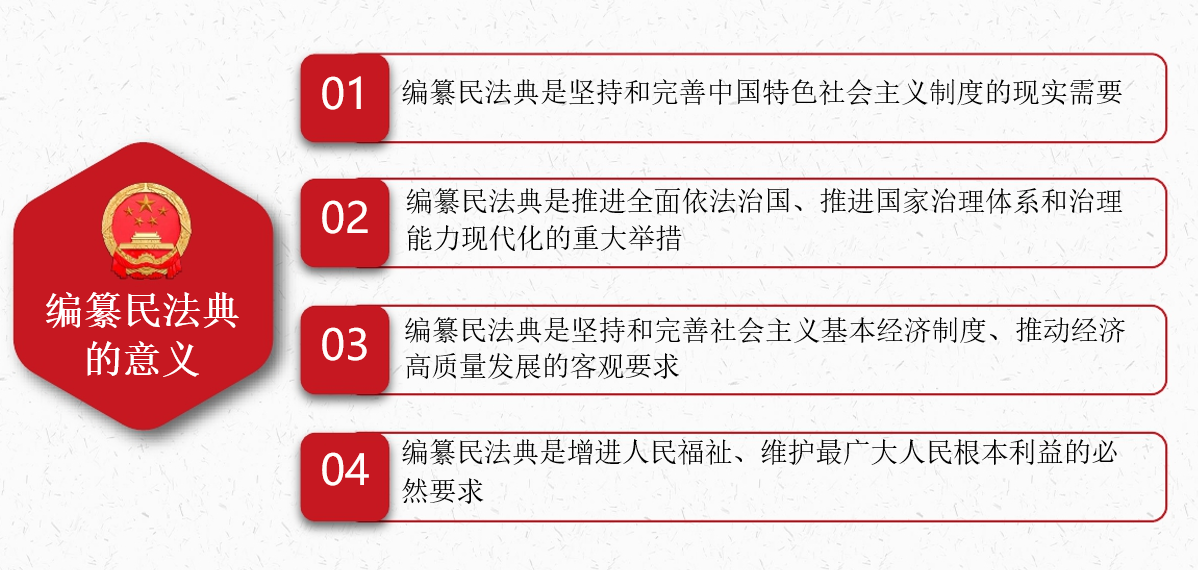 编纂民法典
的意义
01
编纂民法典是坚持和完善中国特色社会主义制度的现实需要
02
编纂民法典是推进全面依法治国、推进国家治理体系和治理
能力现代化的重大举措
03
编纂民法典是坚持和完善社会主义基本经济制度、推动经济
高质量发展的客观要求
04
编纂民法典是增进人民福祉、维护最广大人民根本利益的必
然要求